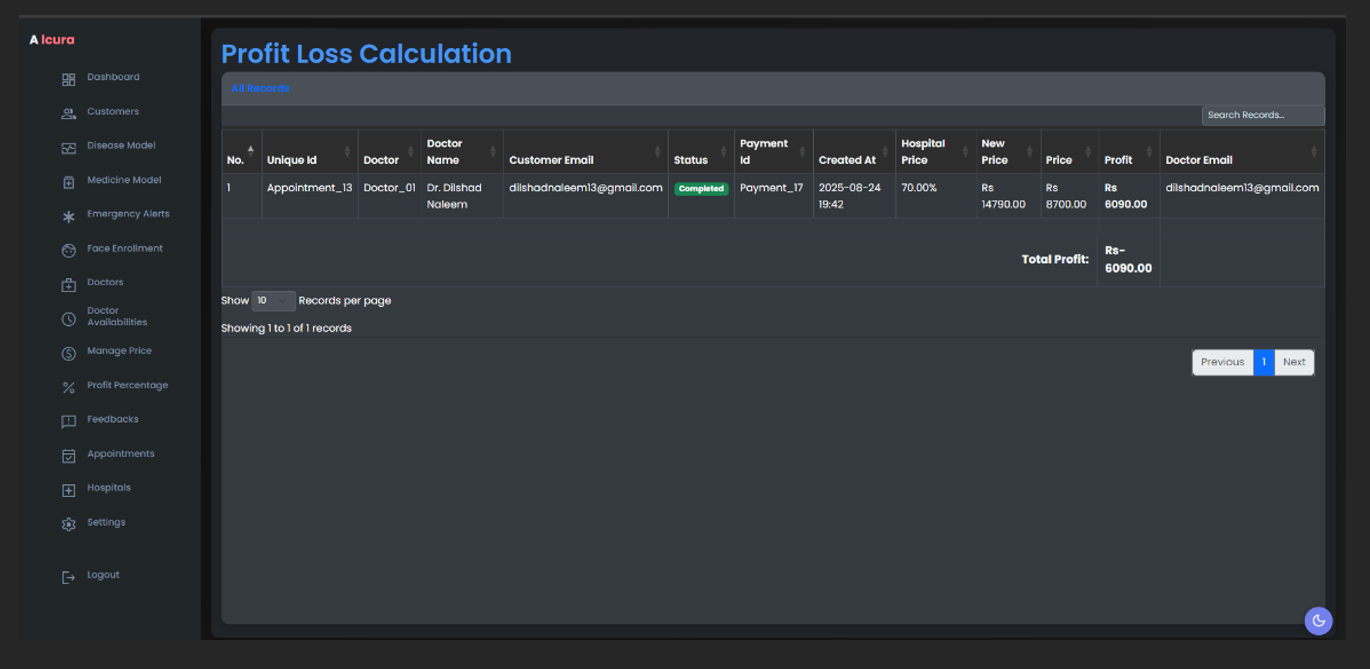 A Icura
Dashboard
Customers
Disease Model
Medicine Model
Emergency Alerts
Face Enrollment
Doctors
Doctor
Availabilities
Manage Price
Profit Percentage
Feedbacks
Appointments
Hospitals
Settings
Logout
Profit Loss Calculation
All Records
Search Records...
No. Unique Id Doctor Doctor Name Customer Email Status Payment Id Created At Hospital Price New Price Price Profit Doctor Email
1 Appointment_13 Doctor_01 Dr. Dilshad Naleem dilshadnaleem13@gmail.com Completed Payment_17 2025-08-24 19:42 70.00% Rs 14790.00 Rs 8700.00 Rs 6090.00 dilshadnaleem13@gmail.com
Total Profit: Rs-6090.00
Show 10 Records per page
Showing 1 to 1 of 1 records
Previous 1 Next